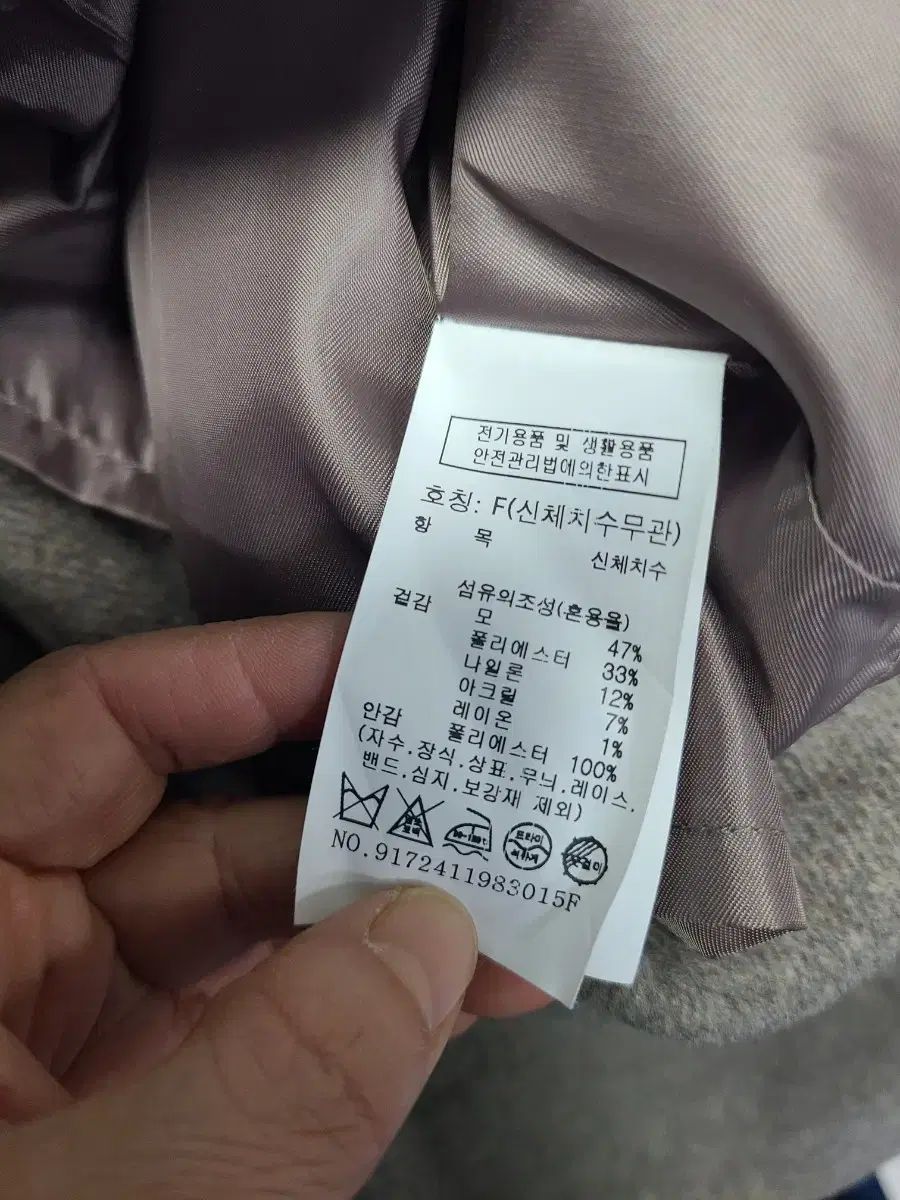 전기용품 및 생활용품
안전관리법에의한표시
호칭: F(신체치수무관)
항 목 신체치수
섬유의조성(혼용율)
겉감 모 47%
폴리에스터 33%
나일론 12%
아크릴 7%
레이온 1%
안감 폴리에스터 100%
(자수.장식.상표.무늬.레이스.
밴드.심지.보강재 제외)
드라이
NO.9172411983015F